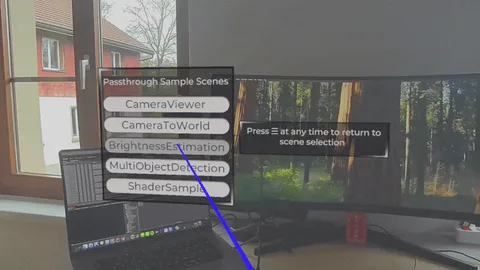 Passthrough Sample Scenes
CameraViewer
CameraToWorld
BrightnessEstimation
MultiObjectDetection
ShaderSample
Press ☰ at any time to return to
scene selection